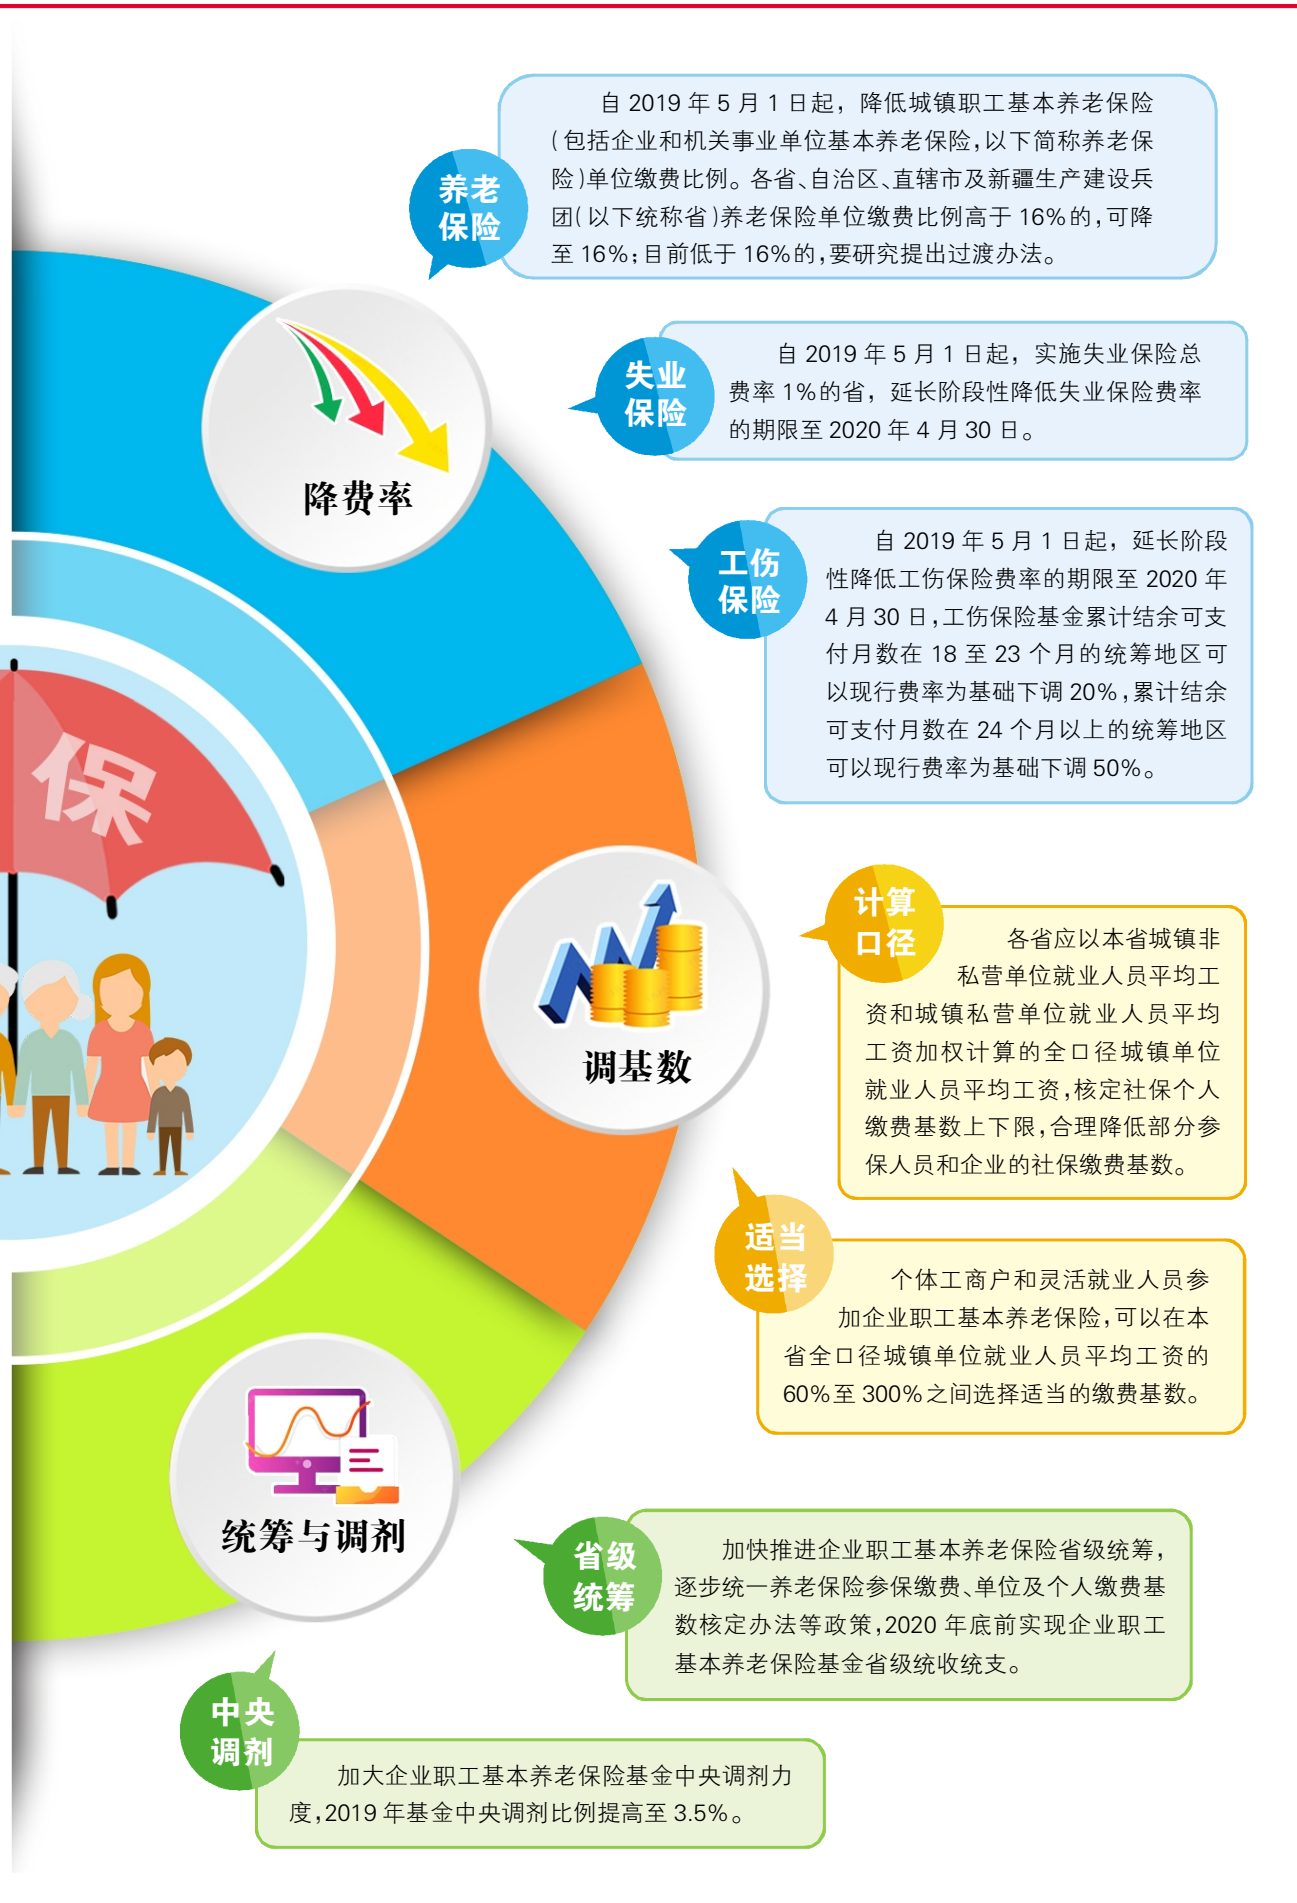 养老
保险
自 2019 年 5 月 1 日起，降低城镇职工基本养老保险
(包括企业和机关事业单位基本养老保险,以下简称养老保
险)单位缴费比例。各省、自治区、直辖市及新疆生产建设兵
团(以下统称省)养老保险单位缴费比例高于 16%的,可降
至 16%;目前低于 16%的,要研究提出过渡办法。
降费率
失业
保险
自 2019 年 5 月 1 日起，实施失业保险总
费率 1%的省，延长阶段性降低失业保险费率
的期限至 2020 年 4 月 30 日。
工伤
保险
自 2019 年 5 月 1 日起，延长阶段
性降低工伤保险费率的期限至 2020 年
4 月 30 日,工伤保险基金累计结余可支
付月数在 18 至 23 个月的统筹地区可
以现行费率为基础下调 20%,累计结余
可支付月数在 24 个月以上的统筹地区
可以现行费率为基础下调 50%。
保
调基数
计算
口径
各省应以本省城镇非
私营单位就业人员平均工
资和城镇私营单位就业人员平均
工资加权计算的全口径城镇单位
就业人员平均工资,核定社保个人
缴费基数上下限,合理降低部分参
保人员和企业的社保缴费基数。
适当
选择
个体工商户和灵活就业人员参
加企业职工基本养老保险,可以在本
省全口径城镇单位就业人员平均工资的
60%至 300%之间选择适当的缴费基数。
统筹与调剂
省级
统筹
加快推进企业职工基本养老保险省级统筹,
逐步统一养老保险参保缴费、单位及个人缴费基
数核定办法等政策,2020 年底前实现企业职工
基本养老保险基金省级统收统支。
中央
调剂
加大企业职工基本养老保险基金中央调剂力
度,2019 年基金中央调剂比例提高至 3.5%。